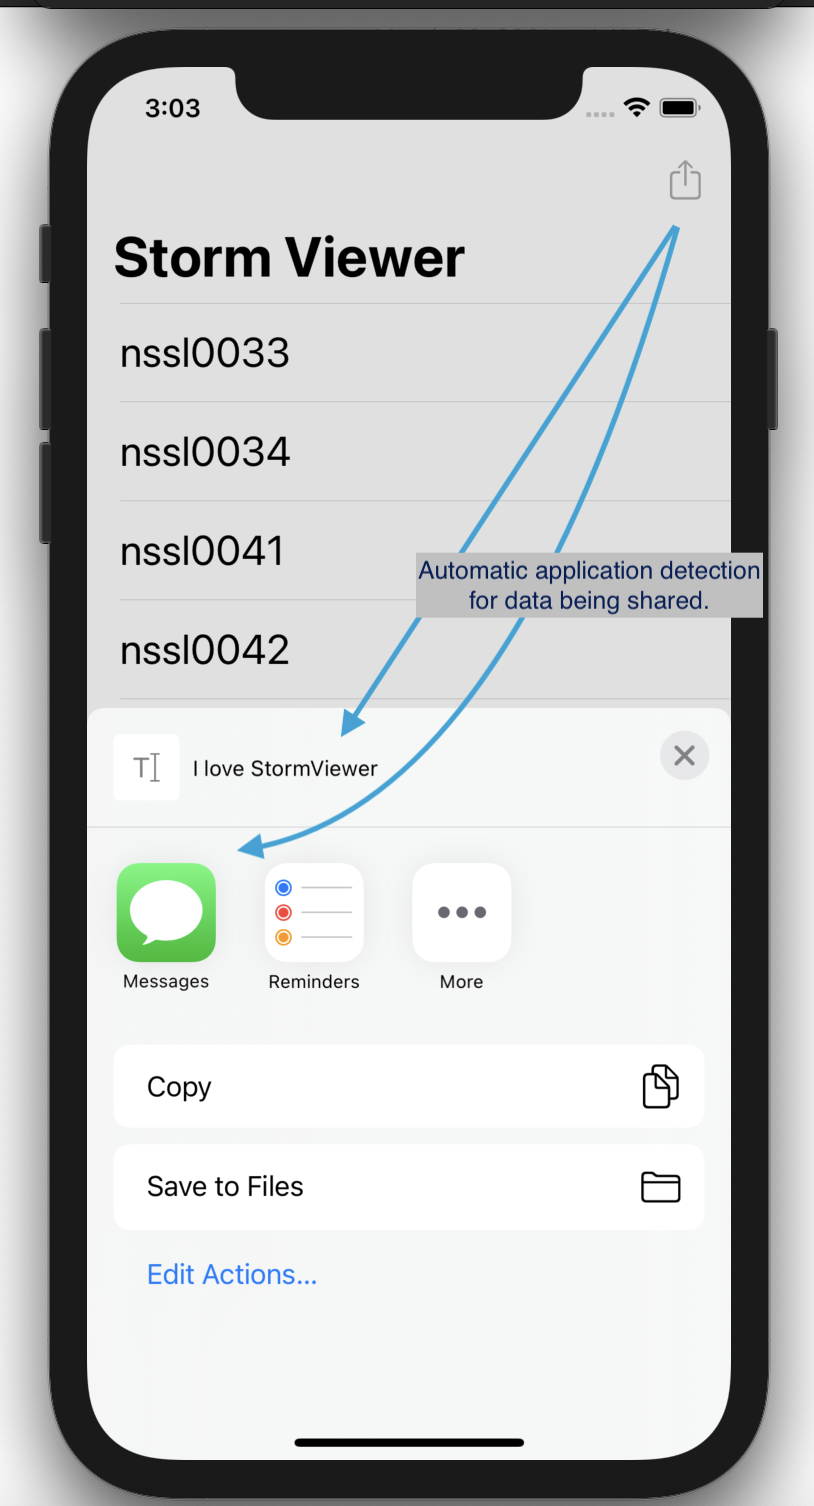 3:03
Storm Viewer
nssl0033
nssl0034
nssl0041
Automatic application detection
for data being shared.
nssl0042
I love StormViewer
Messages
Reminders
More
Copy
Save to Files
Edit Actions...